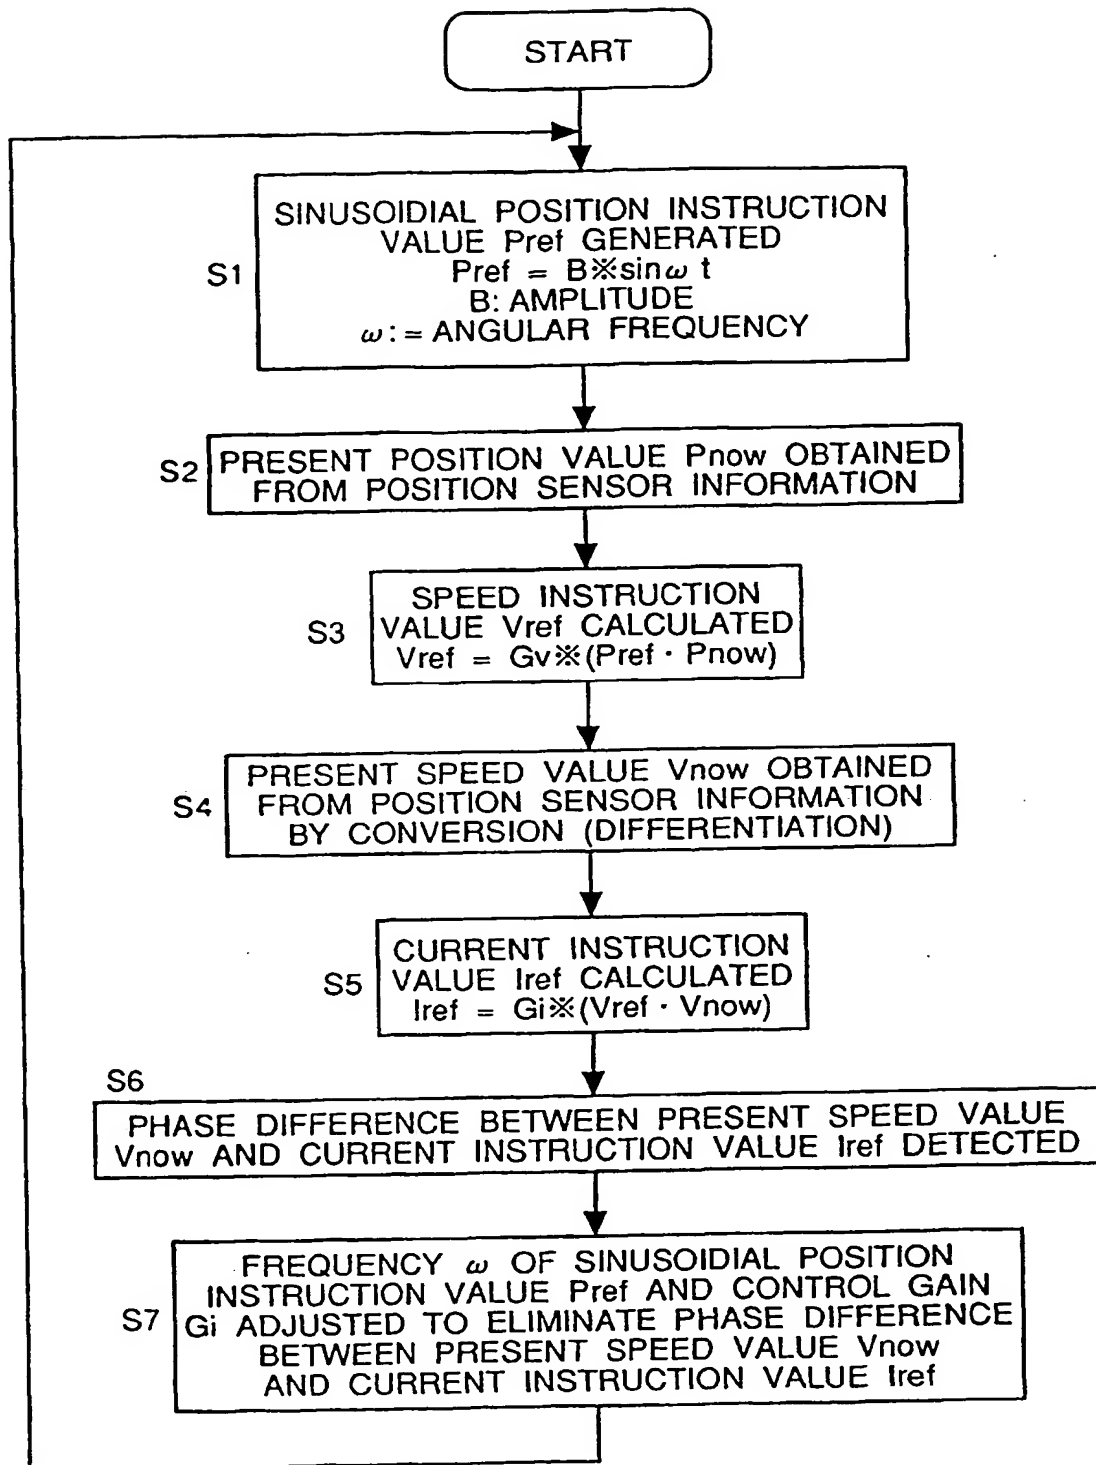 START
SINUSOIDIAL POSITION INSTRUCTION
VALUE Pref GENERATED
S1
Pref = B※sinω t
B: AMPLITUDE
ω: = ANGULAR FREQUENCY
S2
PRESENT POSITION VALUE Pnow OBTAINED
FROM POSITION SENSOR INFORMATION
SPEED INSTRUCTION
S3
VALUE Vref CALCULATED
Vref = Gv※(Pref · Pnow)
PRESENT SPEED VALUE Vnow OBTAINED
S4
FROM POSITION SENSOR INFORMATION
BY CONVERSION (DIFFERENTIATION)
CURRENT INSTRUCTION
S5
VALUE Iref CALCULATED
Iref = Gi※(Vref · Vnow)
S6
PHASE DIFFERENCE BETWEEN PRESENT SPEED VALUE
Vnow AND CURRENT INSTRUCTION VALUE Iref DETECTED
FREQUENCY ω OF SINUSOIDIAL POSITION
INSTRUCTION VALUE Pref AND CONTROL GAIN
S7
Gi ADJUSTED TO ELIMINATE PHASE DIFFERENCE
BETWEEN PRESENT SPEED VALUE Vnow
AND CURRENT INSTRUCTION VALUE Iref